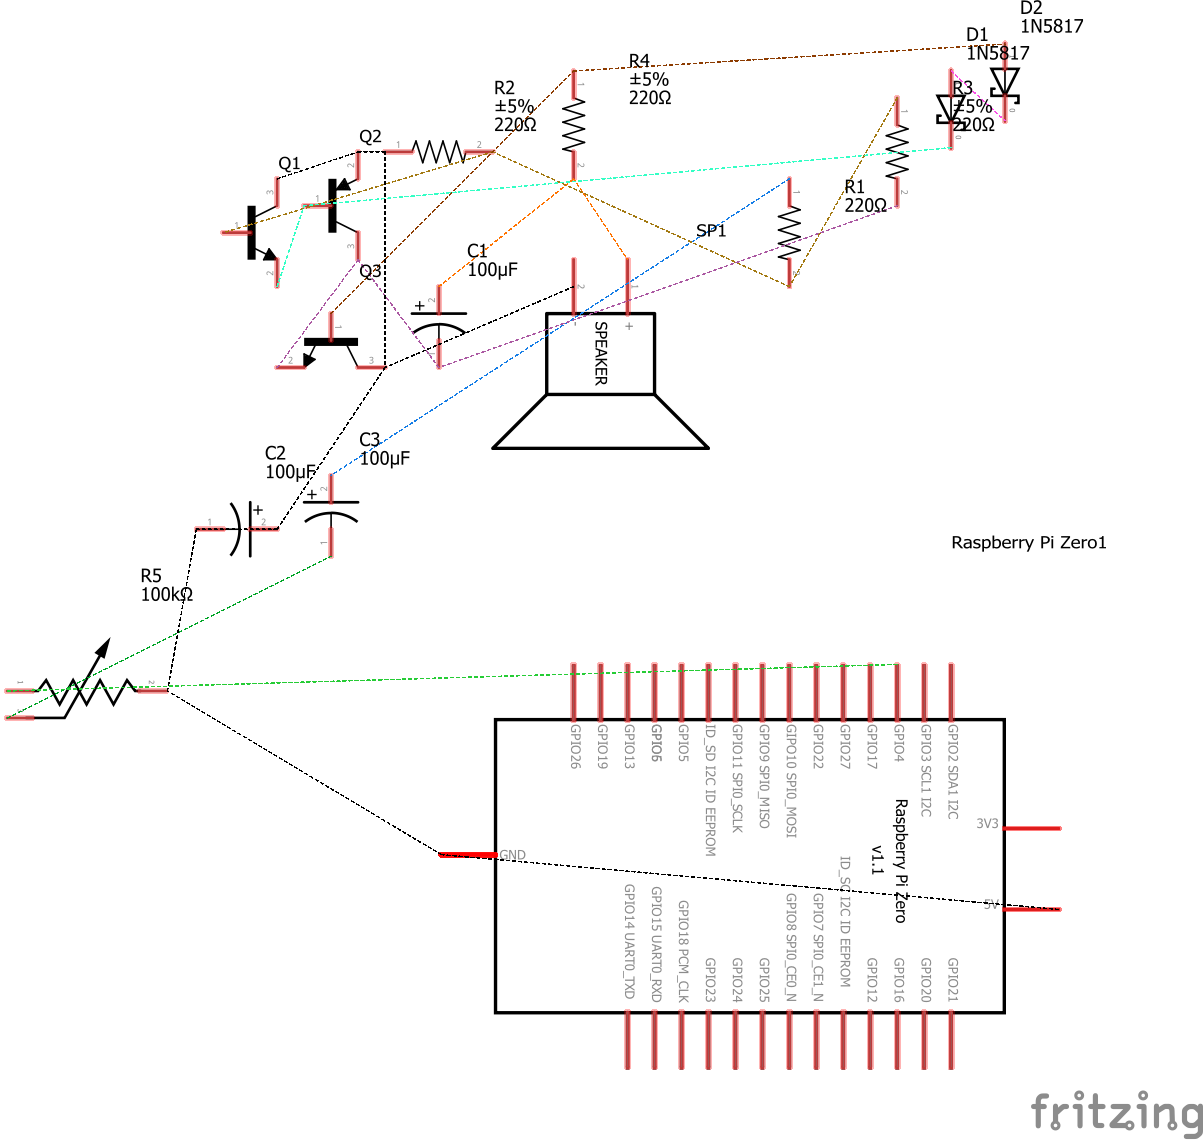 D2
1N5817
D1
1N5817
R4
±5%
220Ω
R2
±5%
220Ω
R3
±5%
220Ω
Q2
Q1
R1
220Ω
SP1
Q3
C1
100µF
SPEAKER
C3
100µF
C2
100µF
Raspberry Pi Zero1
R5
100kΩ
GPIO26
GPIO19
GPIO13
GPIO6
GPIO5
ID_SD I2C ID EEPROM
GPIO11 SPI0_SCLK
GPIO9 SPI0_MISO
GIPO10 SPI0_MOSI
GPIO22
GPIO27
GPIO17
GPIO4
GPIO3 SCL1 I2C
GPIO2 SDA1 I2C
3V3
Raspberry Pi Zero
v1.1
GND
5V
GPIO14 UART0_TXD
GPIO15 UART0_RXD
GPIO18 PCM_CLK
GPIO23
GPIO24
GPIO25
GPIO8 SPI0_CE0_N
GPIO7 SPI0_CE1_N
ID_SC I2C ID EEPROM
GPIO12
GPIO16
GPIO20
GPIO21
fritzing